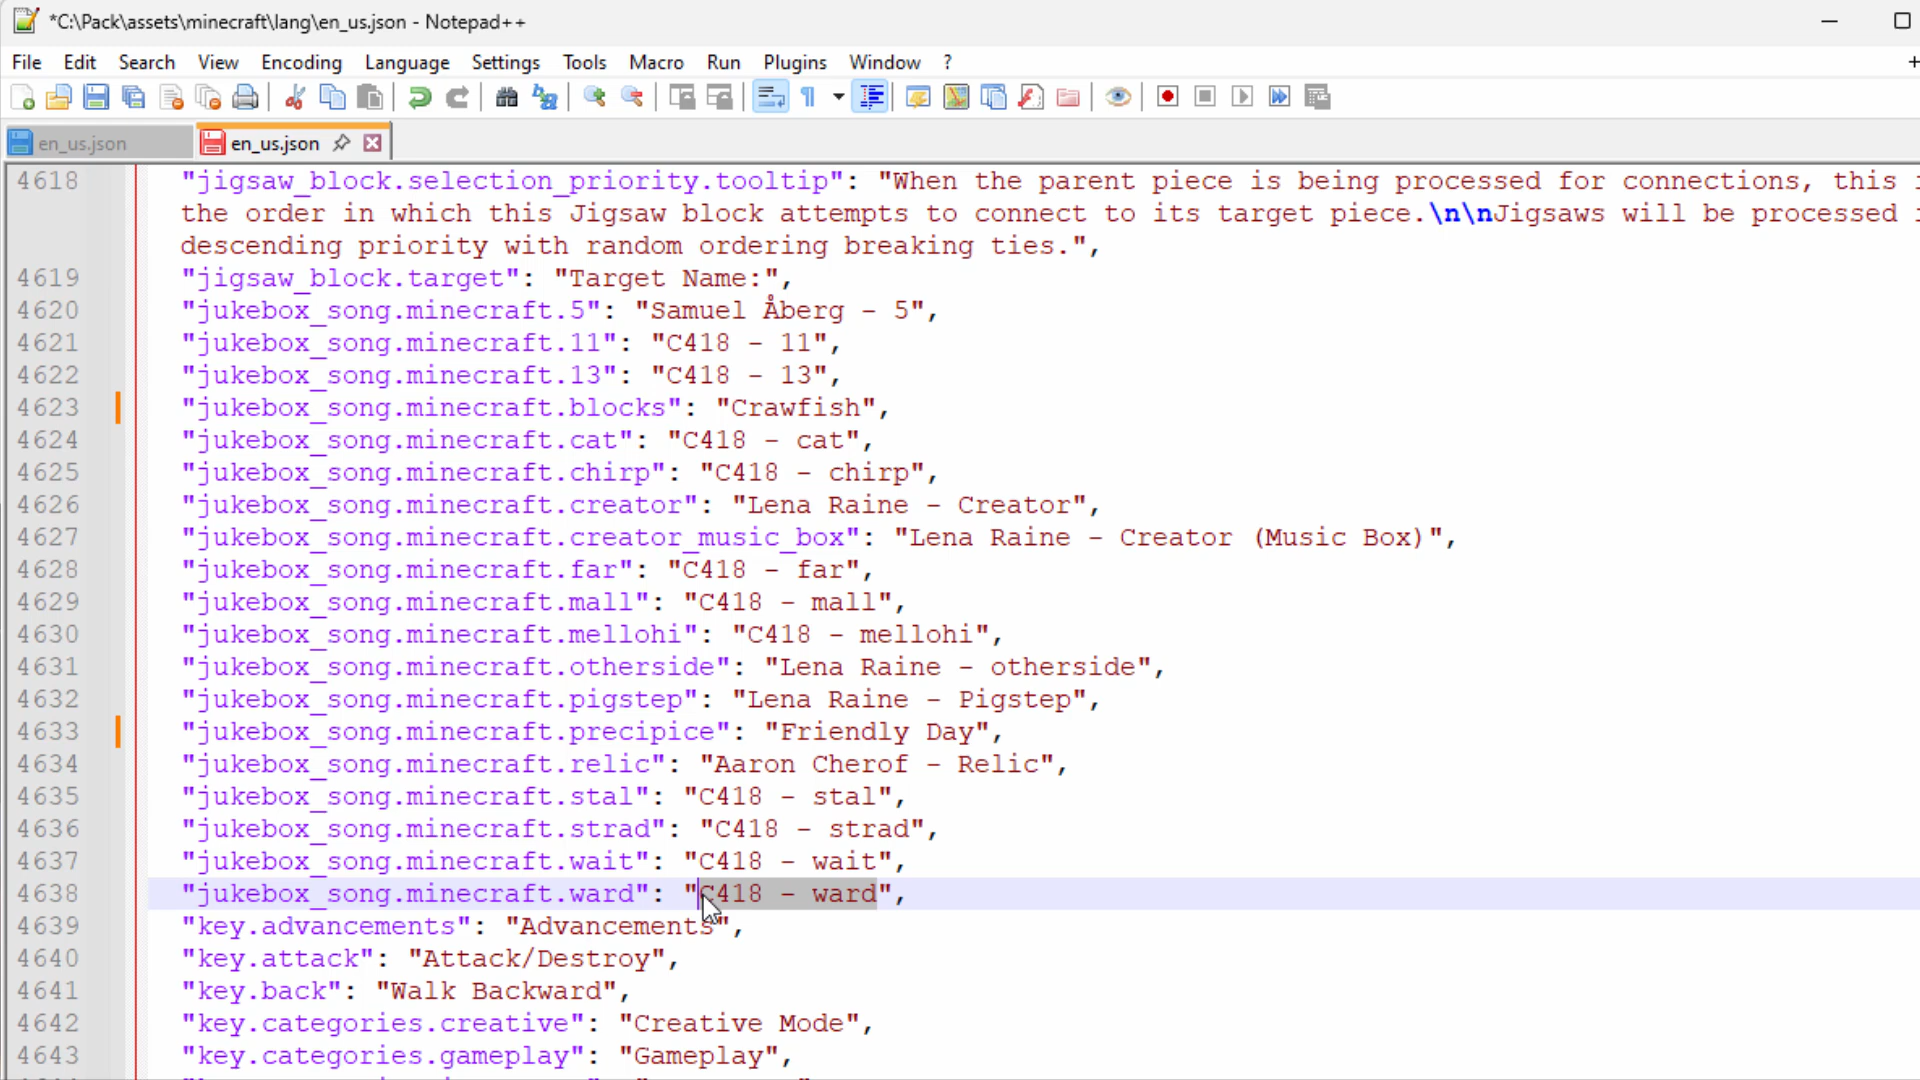 *C:\Pack\assets\minecraft\lang\en_us.json - Notepad++
File Edit Search View Encoding Language Settings Tools Macro Run Plugins Window ?
en_us.json en_us.json
4618 "jigsaw_block.selection_priority.tooltip": "When the parent piece is being processed for connections, this
the order in which this Jigsaw block attempts to connect to its target piece.\n\nJigsaws will be processed
descending priority with random ordering breaking ties.",
4619 "jigsaw_block.target": "Target Name:",
4620 "jukebox_song.minecraft.5": "Samuel Åberg - 5",
4621 "jukebox_song.minecraft.11": "C418 - 11",
4622 "jukebox_song.minecraft.13": "C418 - 13",
4623 "jukebox_song.minecraft.blocks": "Crawfish",
4624 "jukebox_song.minecraft.cat": "C418 - cat",
4625 "jukebox_song.minecraft.chirp": "C418 - chirp",
4626 "jukebox_song.minecraft.creator": "Lena Raine - Creator",
4627 "jukebox_song.minecraft.creator_music_box": "Lena Raine - Creator (Music Box)",
4628 "jukebox_song.minecraft.far": "C418 - far",
4629 "jukebox_song.minecraft.mall": "C418 - mall",
4630 "jukebox_song.minecraft.mellohi": "C418 - mellohi",
4631 "jukebox_song.minecraft.otherside": "Lena Raine - otherside",
4632 "jukebox_song.minecraft.pigstep": "Lena Raine - Pigstep",
4633 "jukebox_song.minecraft.precipice": "Friendly Day",
4634 "jukebox_song.minecraft.relic": "Aaron Cherof - Relic",
4635 "jukebox_song.minecraft.stal": "C418 - stal",
4636 "jukebox_song.minecraft.strad": "C418 - strad",
4637 "jukebox_song.minecraft.wait": "C418 - wait",
4638 "jukebox_song.minecraft.ward": "C418 - ward",
4639 "key.advancements": "Advancements",
4640 "key.attack": "Attack/Destroy",
4641 "key.back": "Walk Backward",
4642 "key.categories.creative": "Creative Mode",
4643 "key.categories.gameplay": "Gameplay",